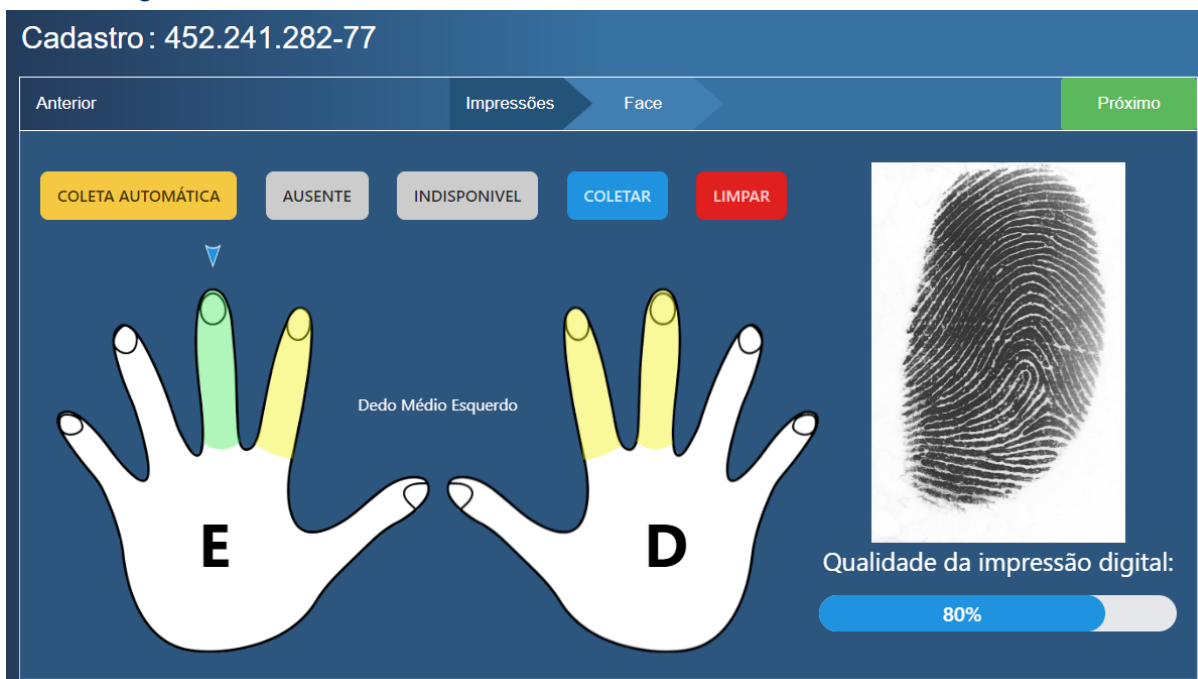 Cadastro : 452.241.282-77
Anterior
Impressões
Face
Próximo
COLETA AUTOMÁTICA
AUSENTE
INDISPONIVEL
COLETAR
LIMPAR
Dedo Médio Esquerdo
E
D
Qualidade da impressão digital:
80%